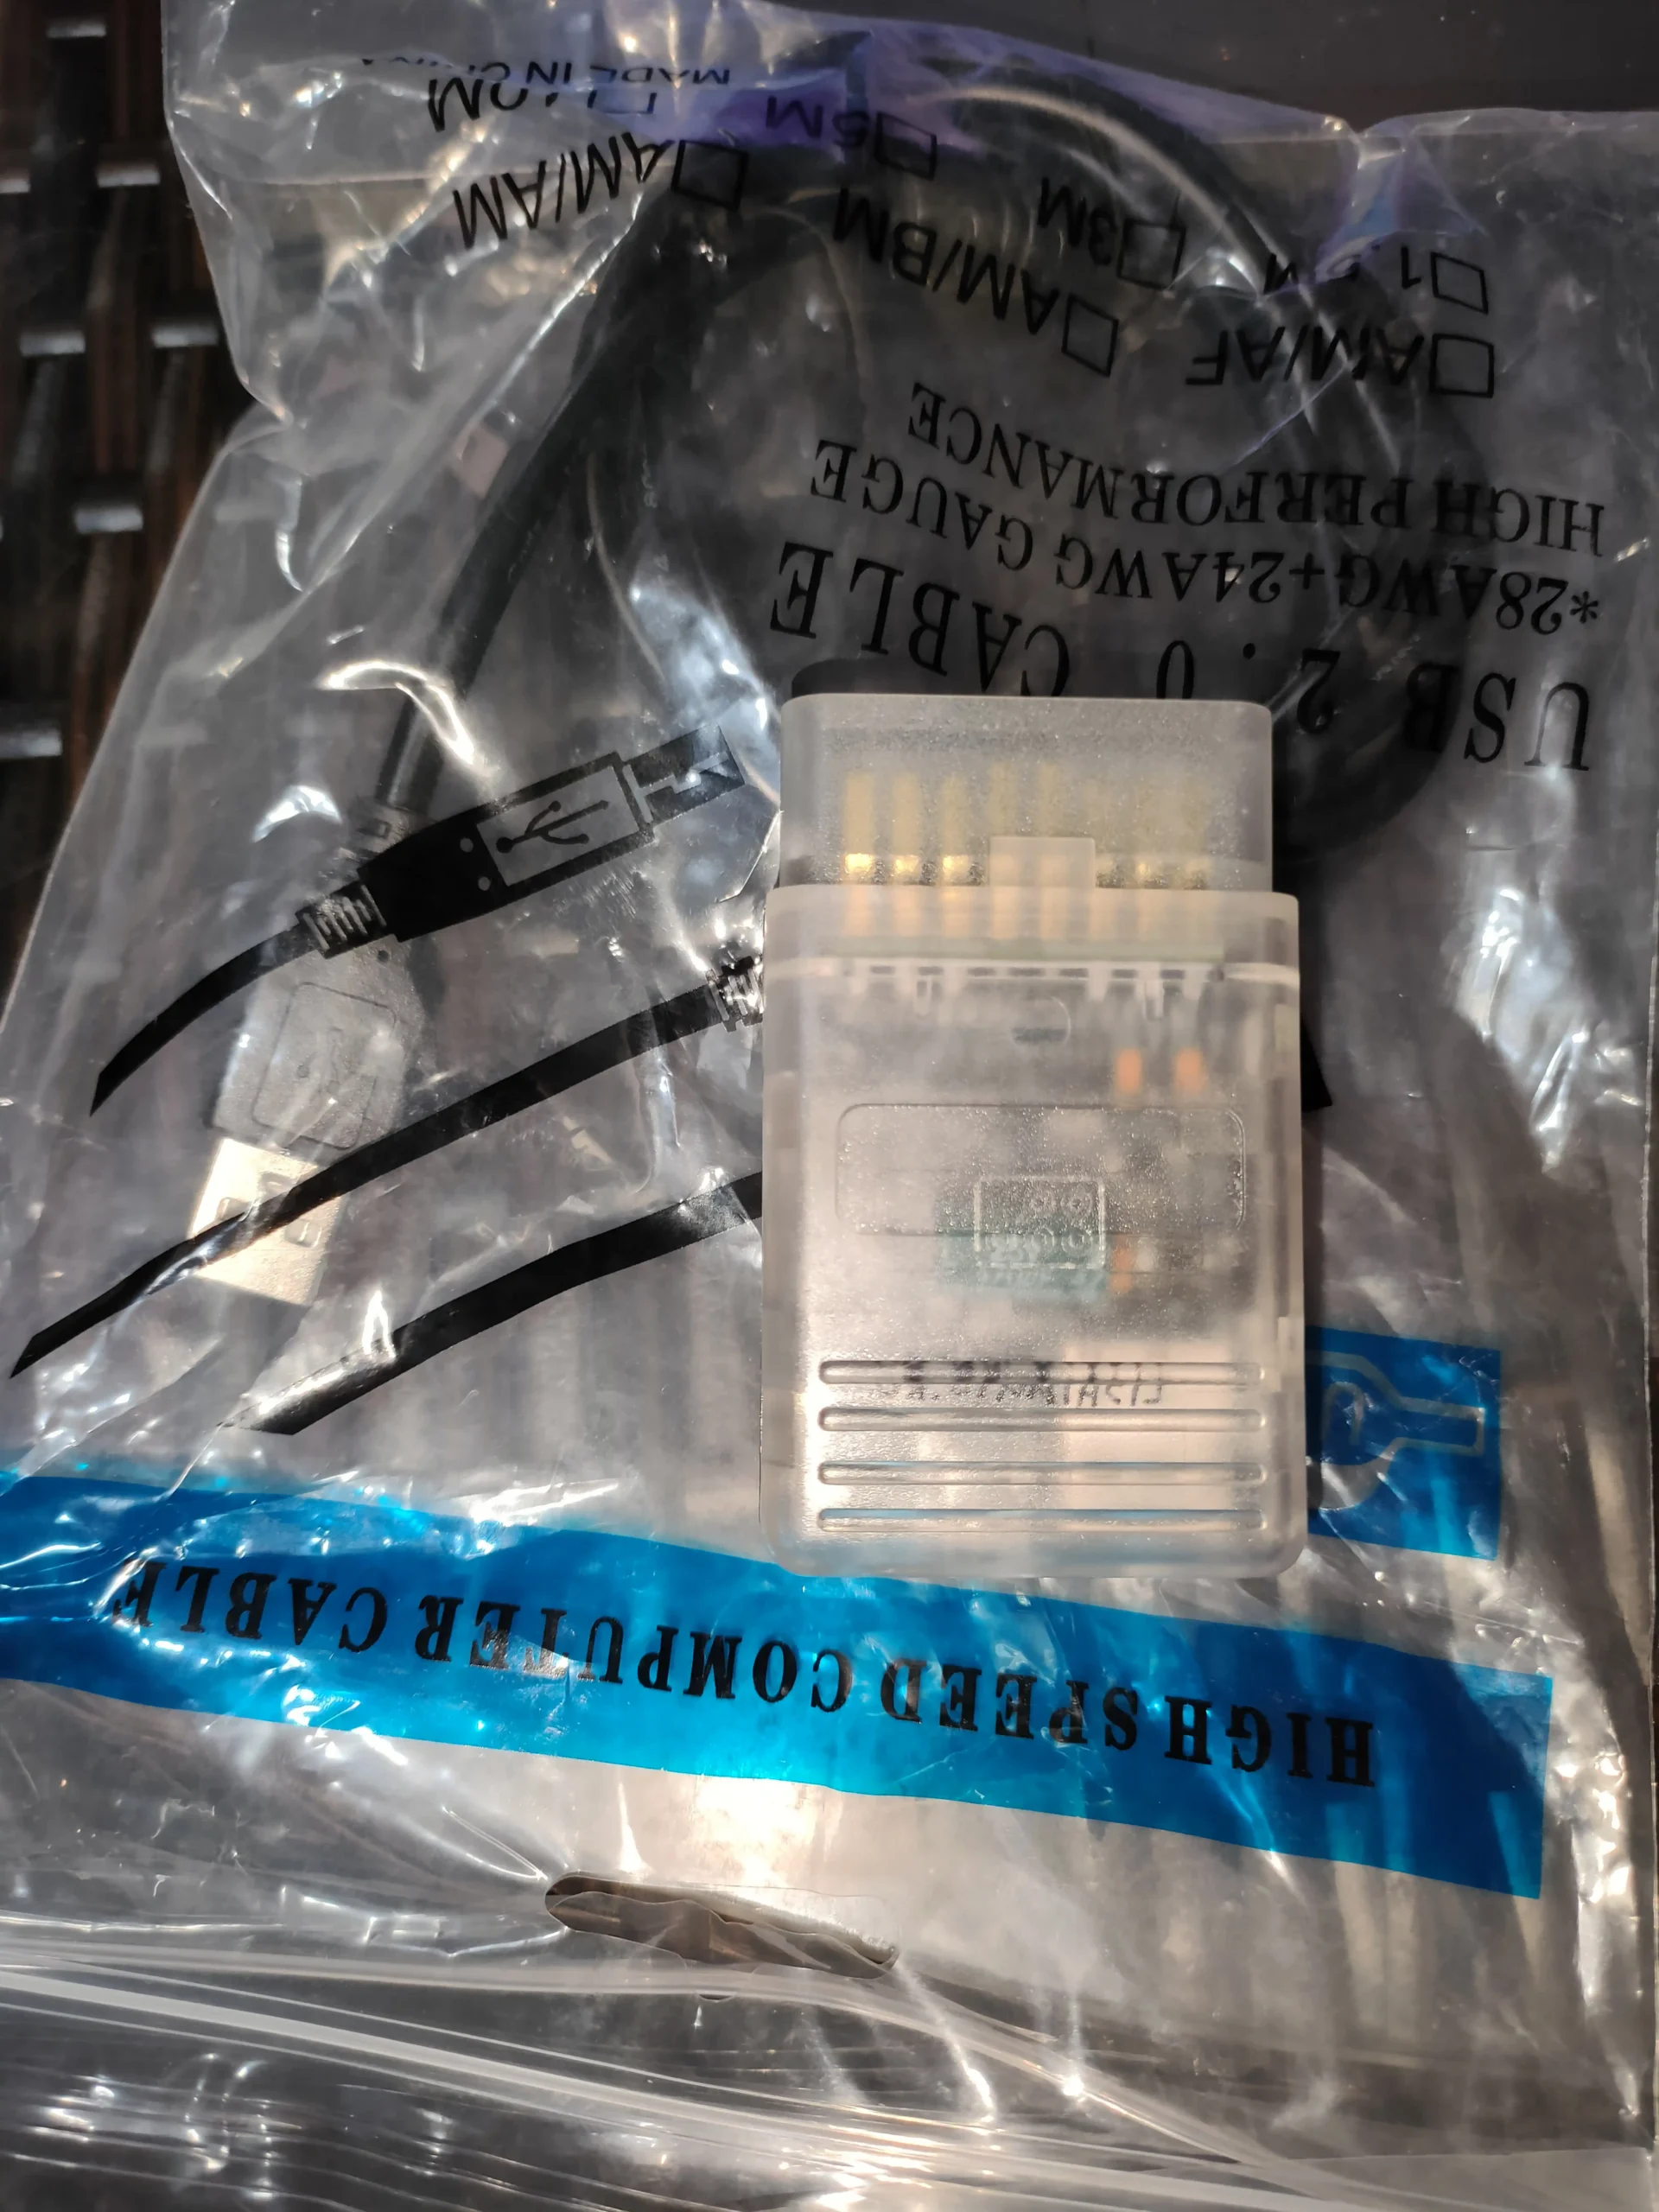 HIGH SPEED COMPUTER CABLE
USB 2.0 CABLE
*28AWG+24AWG GAUGE
HIGH PERFORMANCE
□AM/AF □AM/BM □AM/AM
□3M □5M □10M
MADE IN CHINA